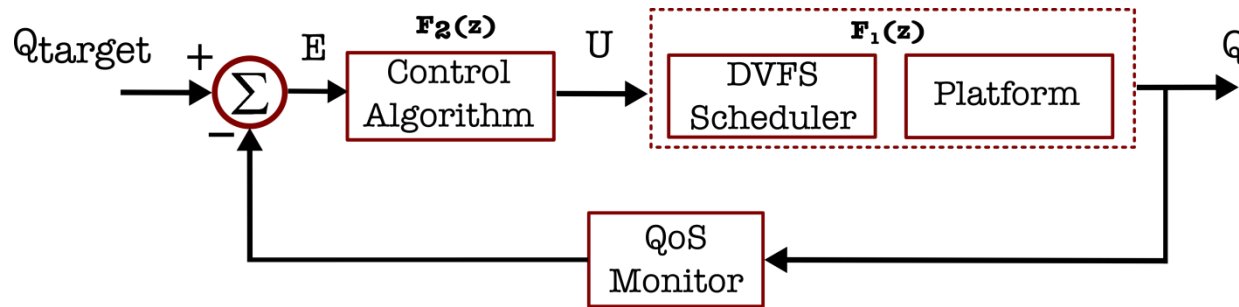 Qtarget
+
Σ
−
E
F2(z)
Control
Algorithm
U
F₁(z)
DVFS
Scheduler
Platform
Q
QoS
Monitor